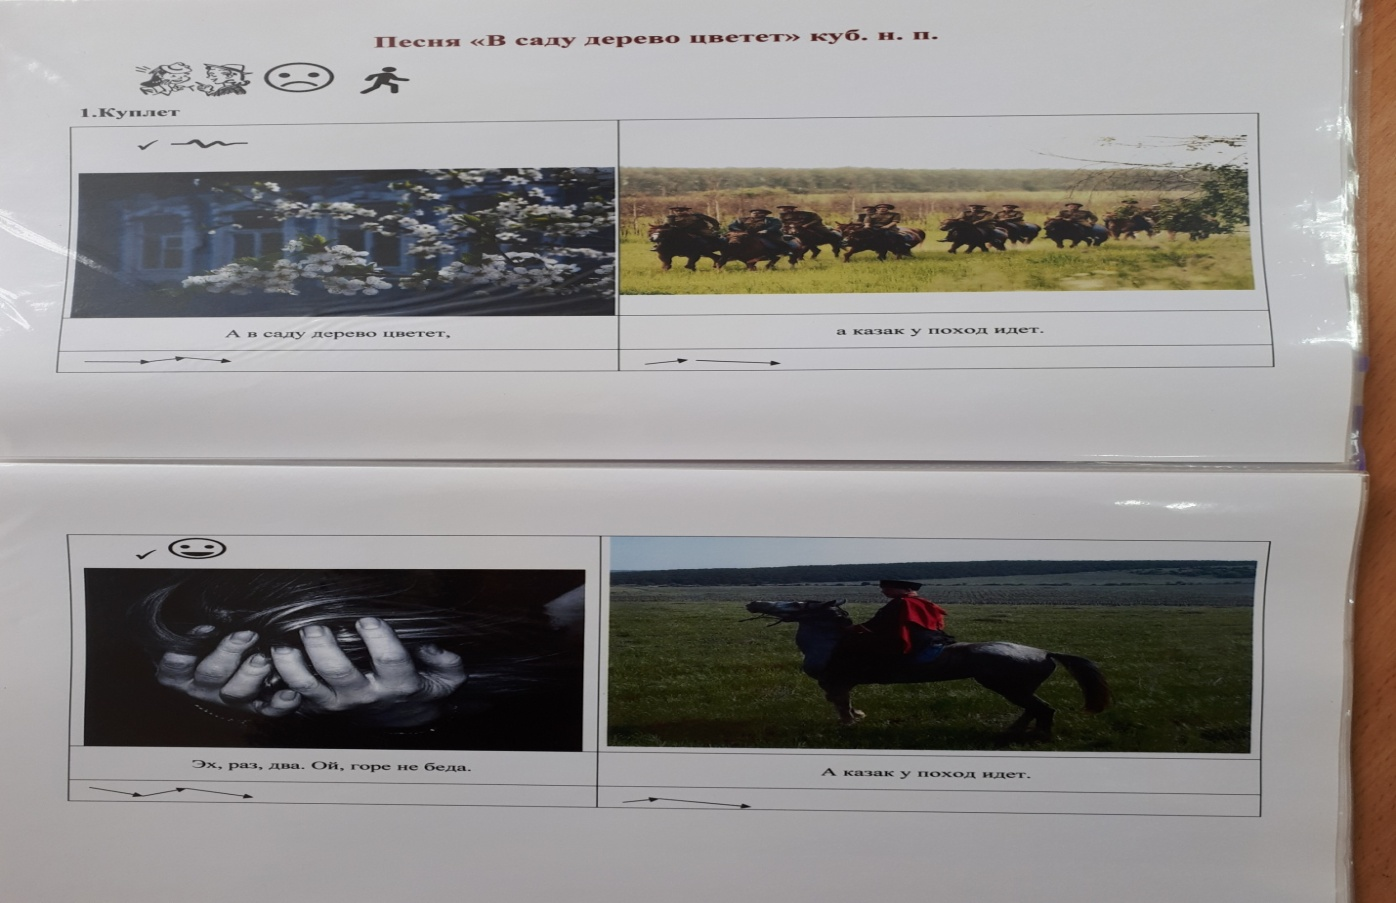 Песня «В саду дерево цветет» куб. н. п.
1.Куплет
А в саду дерево цветет,
а казак у поход идет.
Эх, раз, два. Ой, горе не беда.
А казак у поход идет.